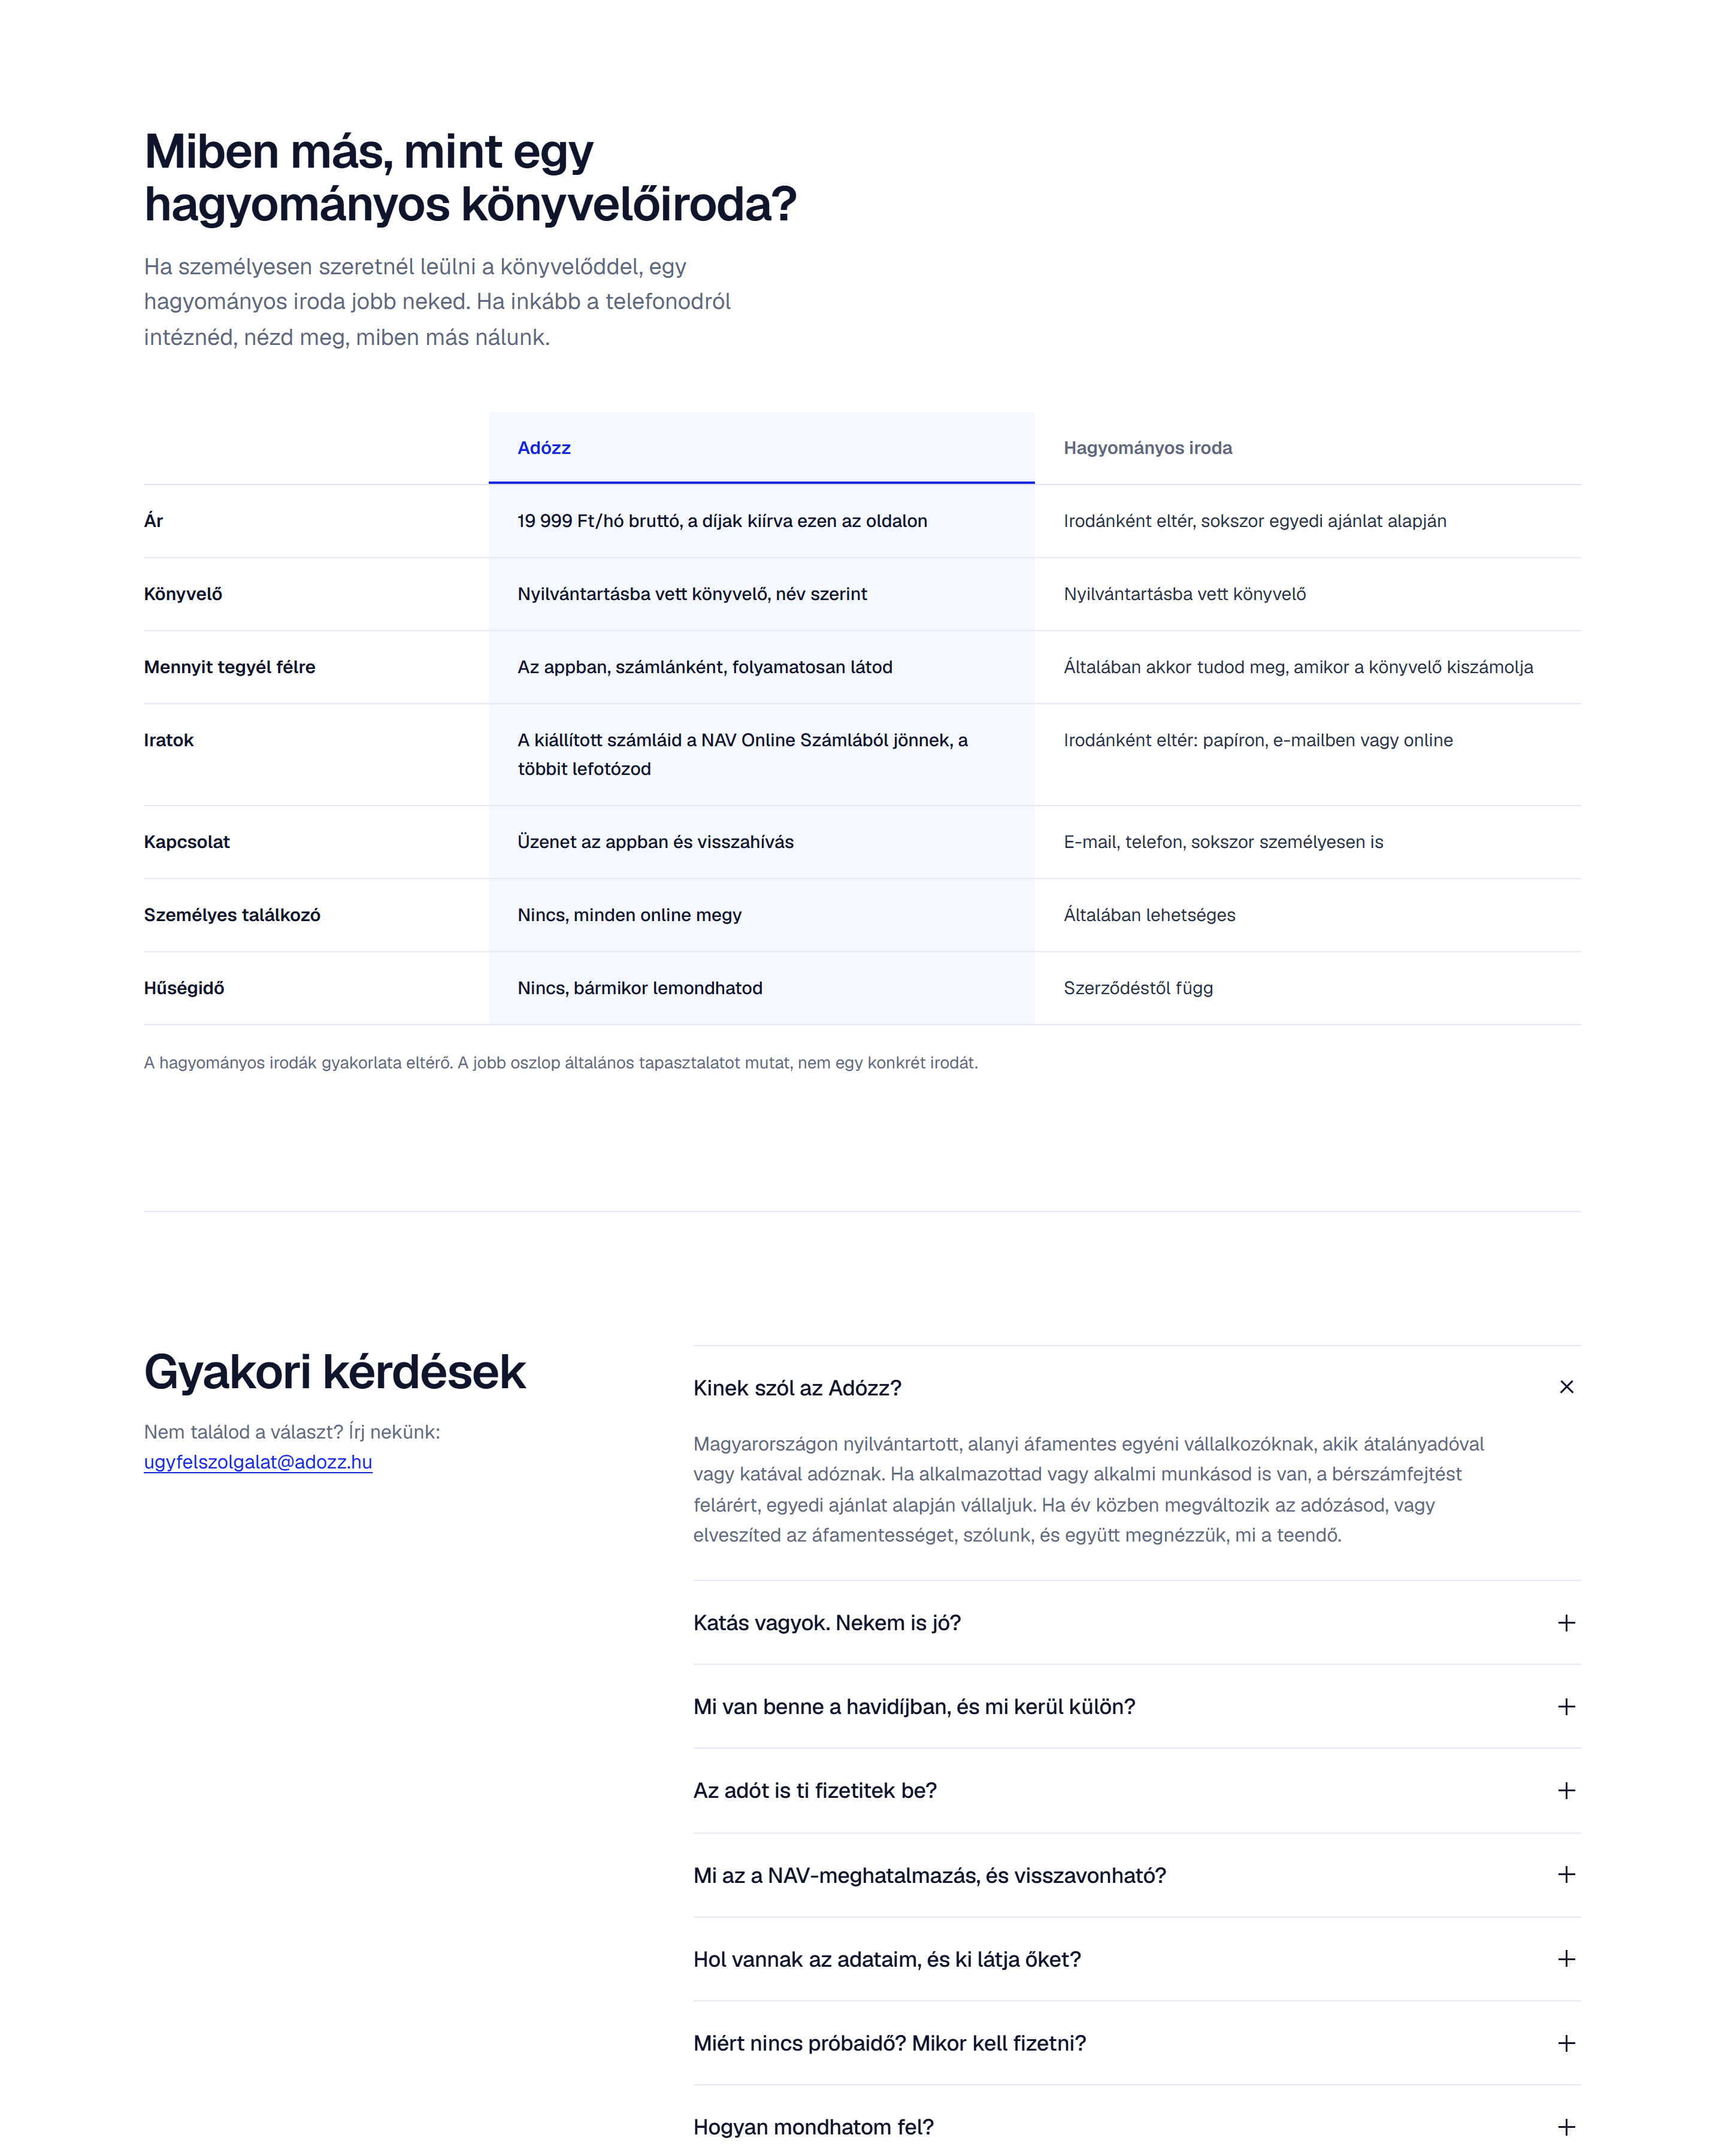 Miben más, mint egy
hagyományos könyvelőiroda?
Ha személyesen szeretnél leülni a könyvelőddel, egy
hagyományos iroda jobb neked. Ha inkább a telefonodról
intéznéd, nézd meg, miben más nálunk.
Adózz
Hagyományos iroda
Ár
19 999 Ft/hó bruttó, a díjak kiírva ezen az oldalon
Irodánként eltér, sokszor egyedi ajánlat alapján
Könyvelő
Nyilvántartásba vett könyvelő, név szerint
Nyilvántartásba vett könyvelő
Mennyit tegyél félre
Az appban, számlánként, folyamatosan látod
Általában akkor tudod meg, amikor a könyvelő kiszámolja
Iratok
A kiállított számláid a NAV Online Számlából jönnek, a
többit lefotózod
Irodánként eltér: papíron, e-mailben vagy online
Kapcsolat
Üzenet az appban és visszahívás
E-mail, telefon, sokszor személyesen is
Személyes találkozó
Nincs, minden online megy
Általában lehetséges
Hűségidő
Nincs, bármikor lemondhatod
Szerződéstől függ
A hagyományos irodák gyakorlata eltérő. A jobb oszlop általános tapasztalatot mutat, nem egy konkrét irodát.
Gyakori kérdések
Nem találod a választ? Írj nekünk:
ugyfelszolgalat@adozz.hu
Kinek szól az Adózz?
Magyarországon nyilvántartott, alanyi áfamentes egyéni vállalkozóknak, akik átalányadóval
vagy katával adóznak. Ha alkalmazottad vagy alkalmi munkásod is van, a bérszámfejtést
felárért, egyedi ajánlat alapján vállaljuk. Ha év közben megváltozik az adózásod, vagy
elveszíted az áfamentességet, szólunk, és együtt megnézzük, mi a teendő.
Katás vagyok. Nekem is jó?
Mi van benne a havidíjban, és mi kerül külön?
Az adót is ti fizetitek be?
Mi az a NAV-meghatalmazás, és visszavonható?
Hol vannak az adataim, és ki látja őket?
Miért nincs próbaidő? Mikor kell fizetni?
Hogyan mondhatom fel?